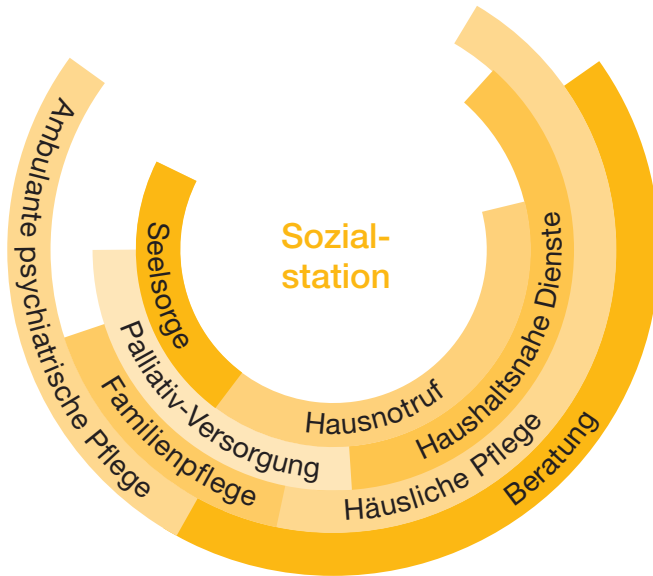 Sozial-
station
Seelsorge
Hausnotruf
Palliativ-Versorgung
Haushaltsnahe Dienste
Familienpflege
Häusliche Pflege
Ambulante psychiatrische Pflege
Beratung